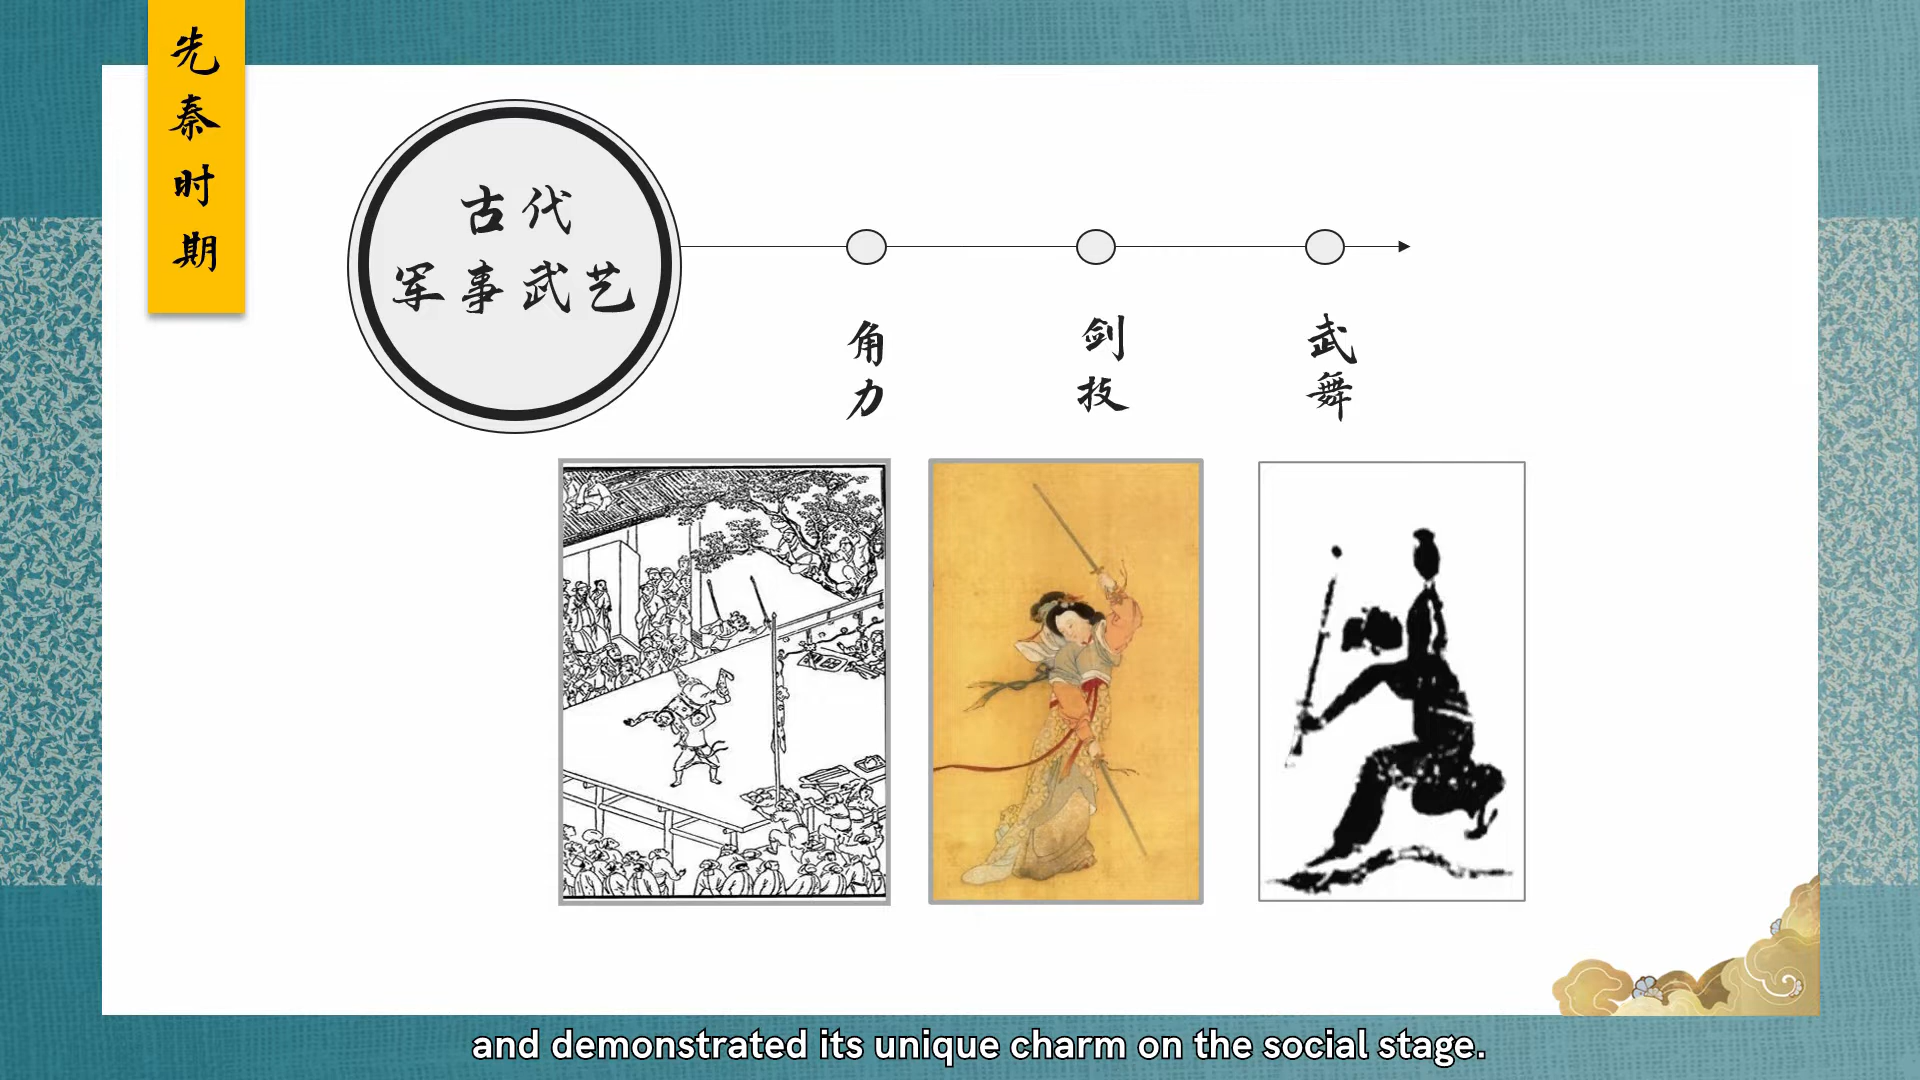 先秦时期
古代
军事武艺
角力
剑技
武舞
and demonstrated its unique charm on the social stage.